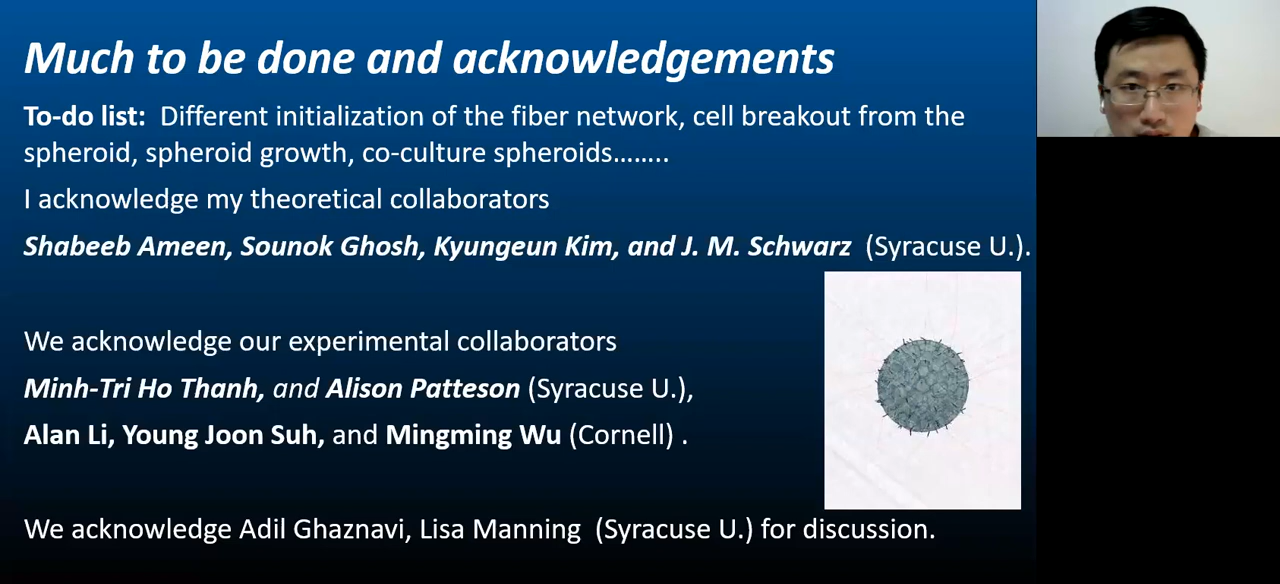 Much to be done and acknowledgements
To-do list:  Different initialization of the fiber network, cell breakout from the
spheroid, spheroid growth, co-culture spheroids……..
I acknowledge my theoretical collaborators
Shabeeb Ameen, Sounok Ghosh, Kyungeun Kim, and J. M. Schwarz  (Syracuse U.).
We acknowledge our experimental collaborators
Minh-Tri Ho Thanh, and Alison Patteson (Syracuse U.),
Alan Li, Young Joon Suh, and Mingming Wu (Cornell) .
We acknowledge Adil Ghaznavi, Lisa Manning  (Syracuse U.) for discussion.